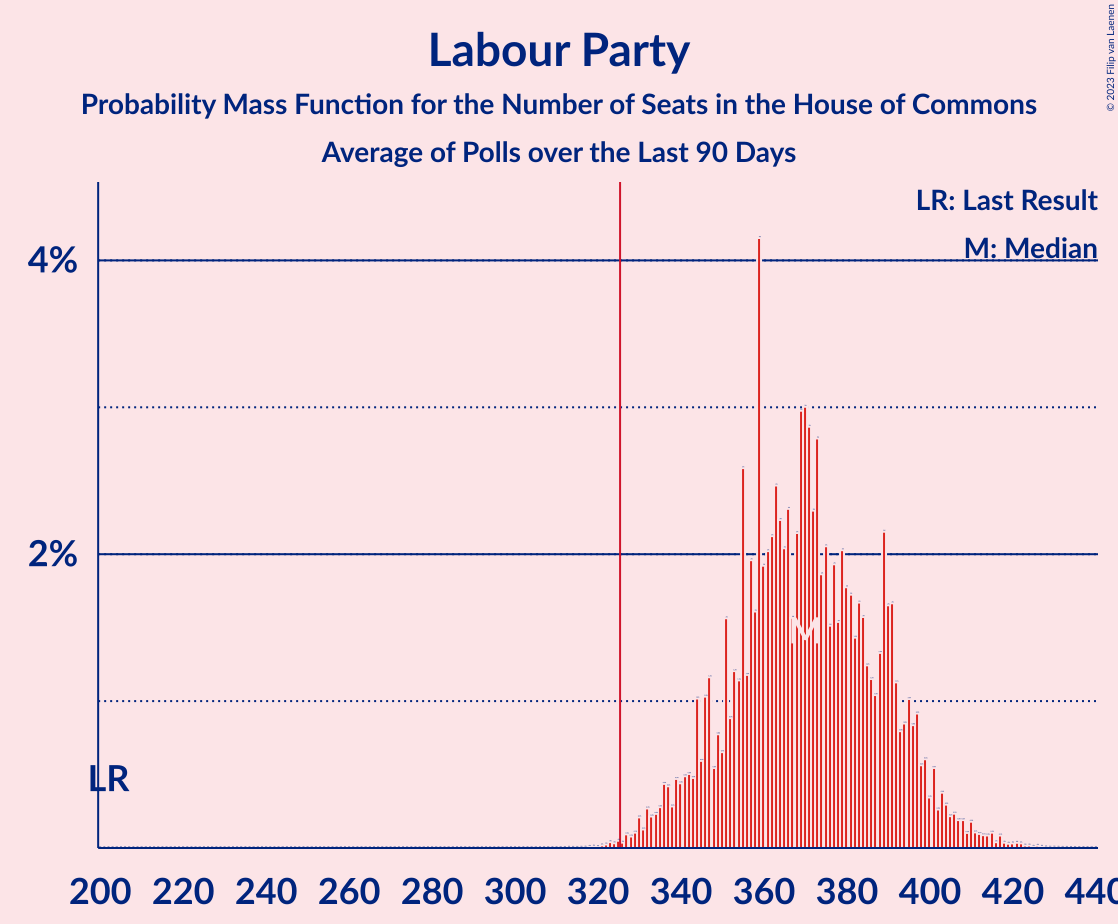 © 2023 Filip van Laenen
Labour Party
Probability Mass Function for the Number of Seats in the House of Commons
Average of Polls over the Last 90 Days
LR: Last Result
M: Median
4%
2%
M
LR
200 220 240 260 280 300 320 340 360 380 400 420 440